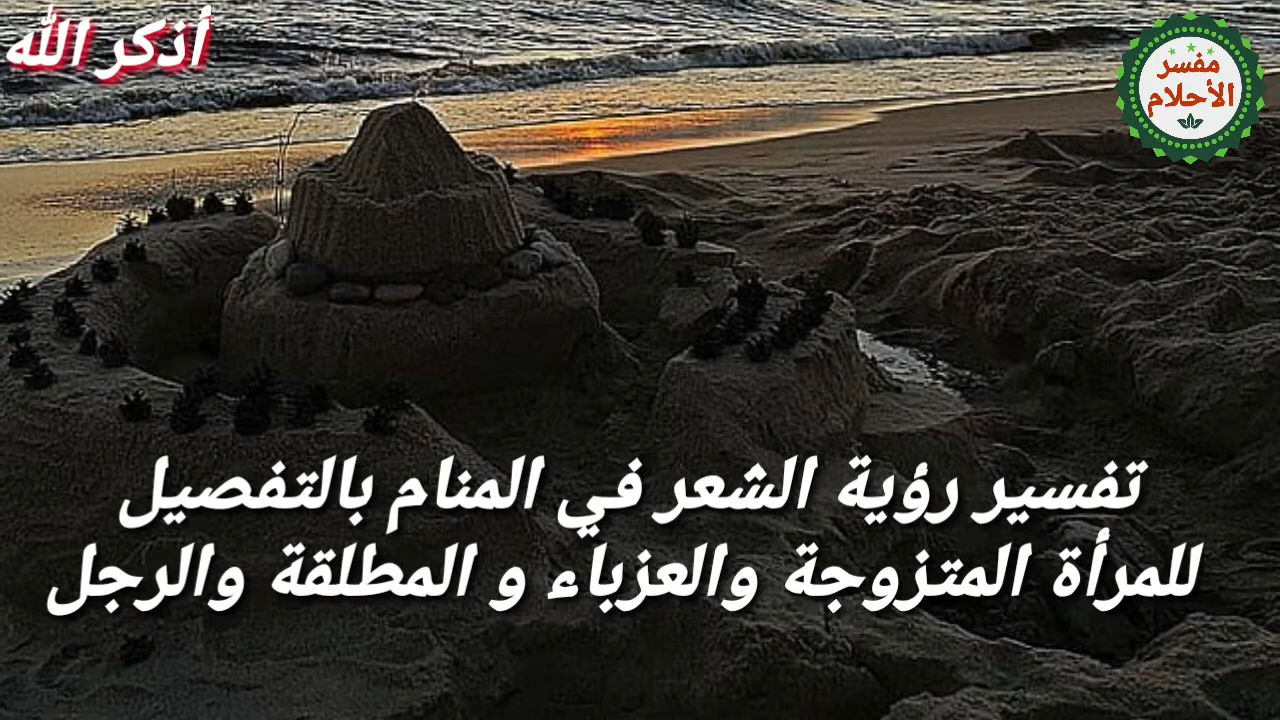 أذكر الله
مفسر
الأحلام
تفسير رؤية الشعر في المنام بالتفصيل
للمرأة المتزوجة والعزباء و المطلقة والرجل